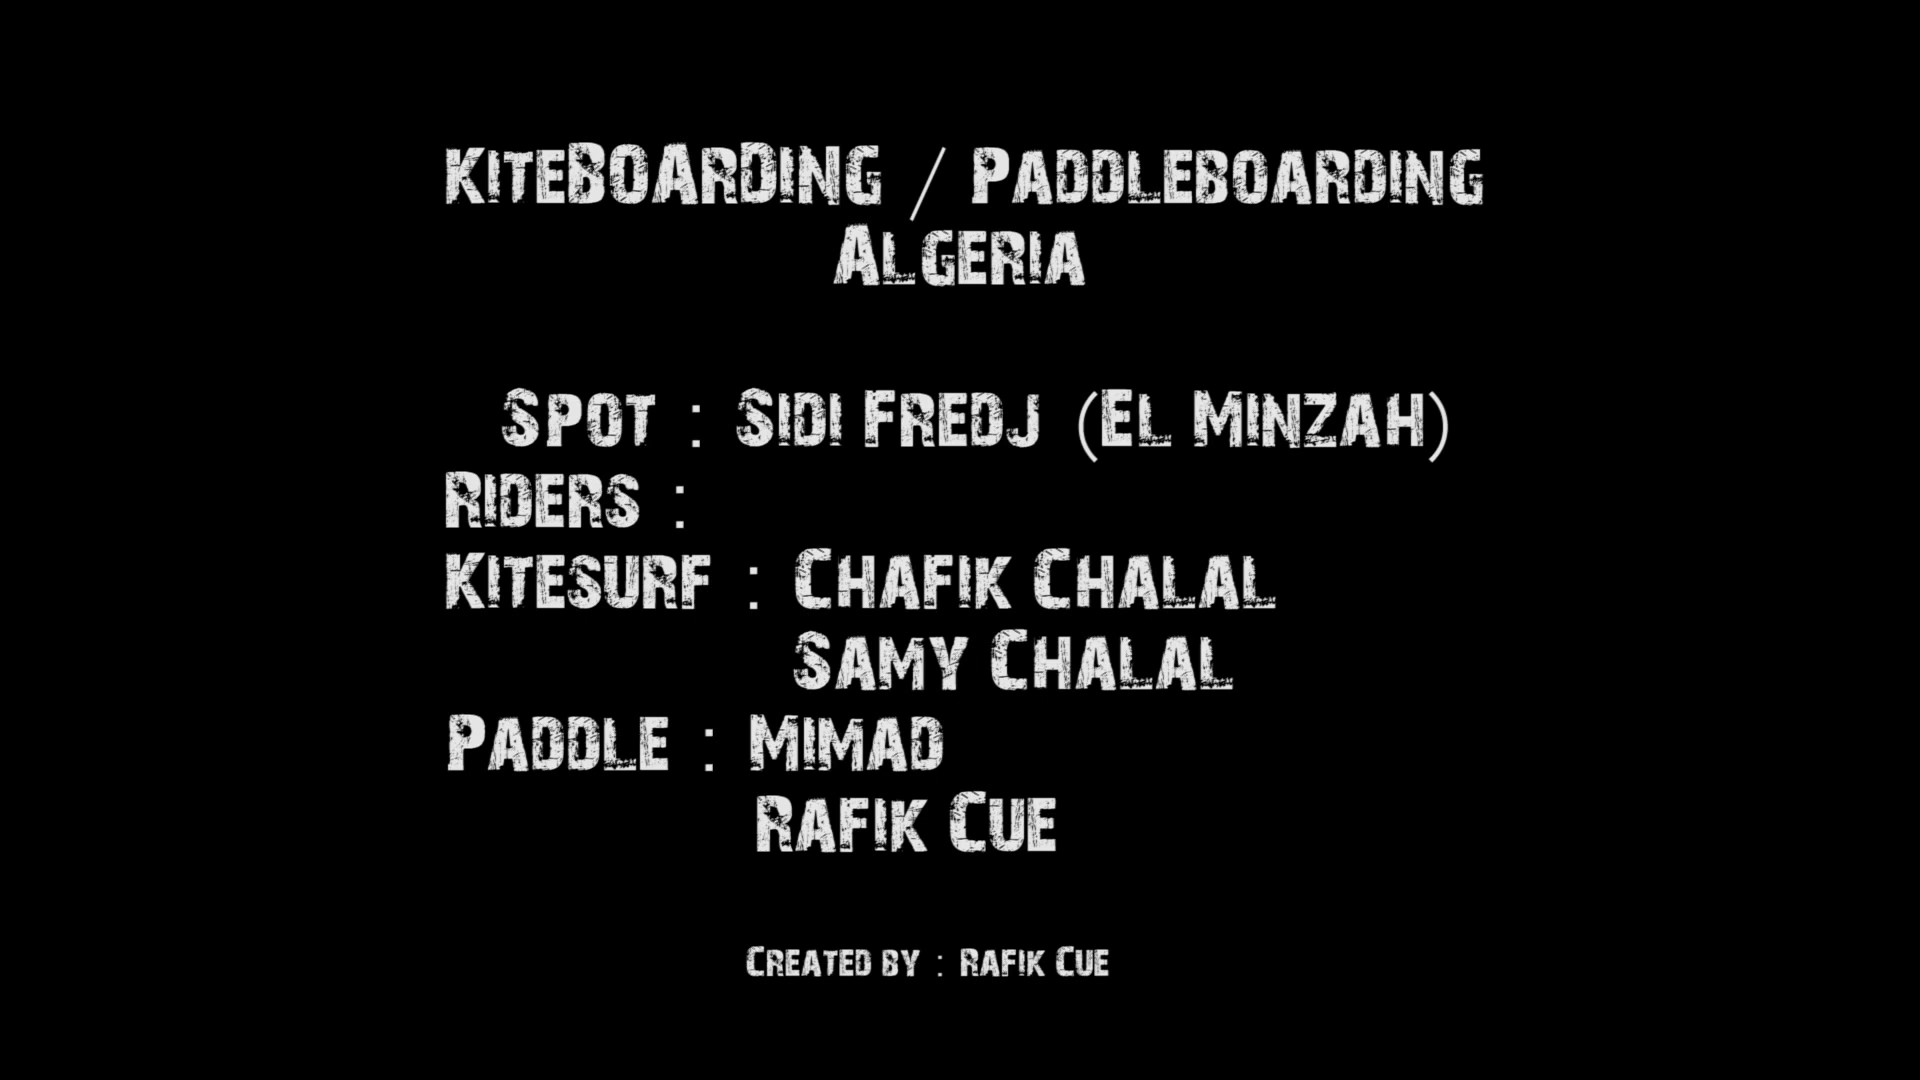 KiteBOARDING / Paddleboarding
Algeria
Spot : Sidi Fredj (El Minzah)
Riders :
Kitesurf : Chafik Chalal
Samy Chalal
Paddle : Mimad
Rafik Cue
Created by : Rafik Cue